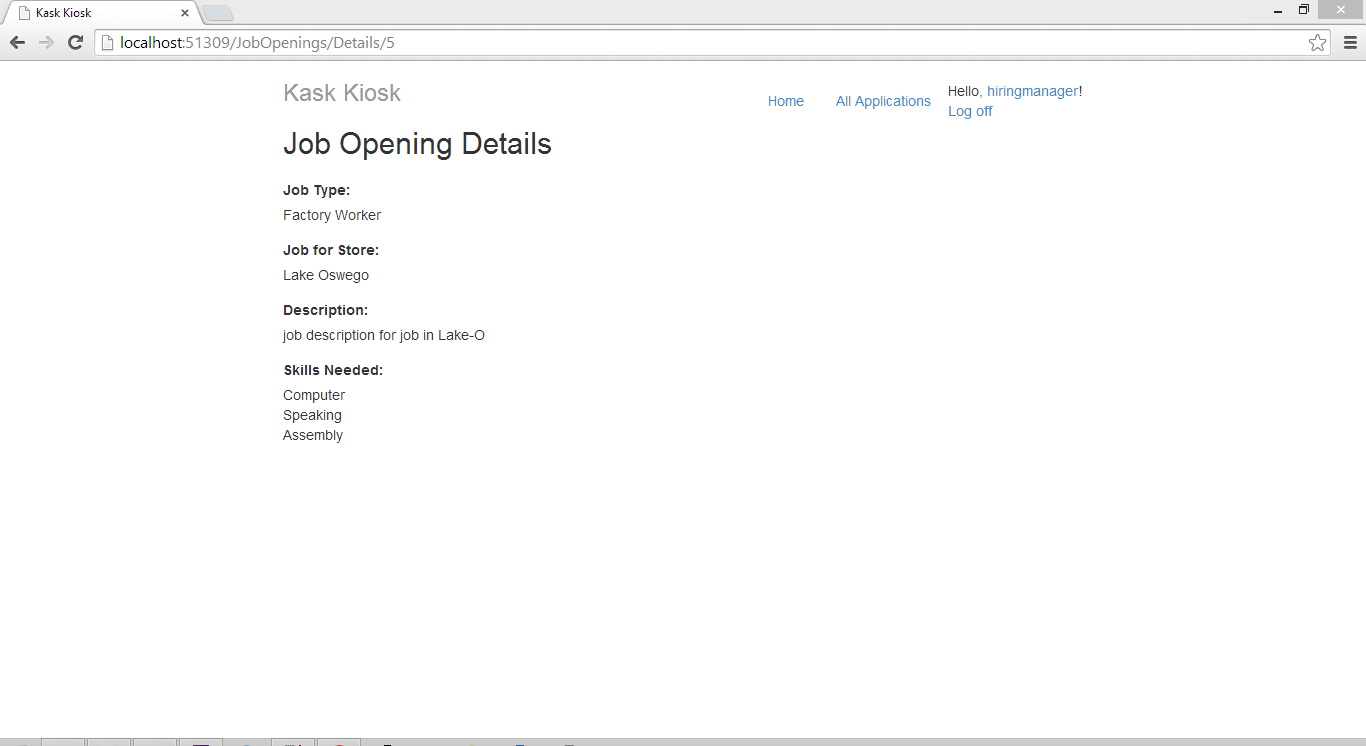 Kask Kiosk
localhost:51309/JobOpenings/Details/5
Kask Kiosk
Home
All Applications
Hello, hiringmanager!
Log off
Job Opening Details
Job Type:
Factory Worker
Job for Store:
Lake Oswego
Description:
job description for job in Lake-O
Skills Needed:
Computer
Speaking
Assembly